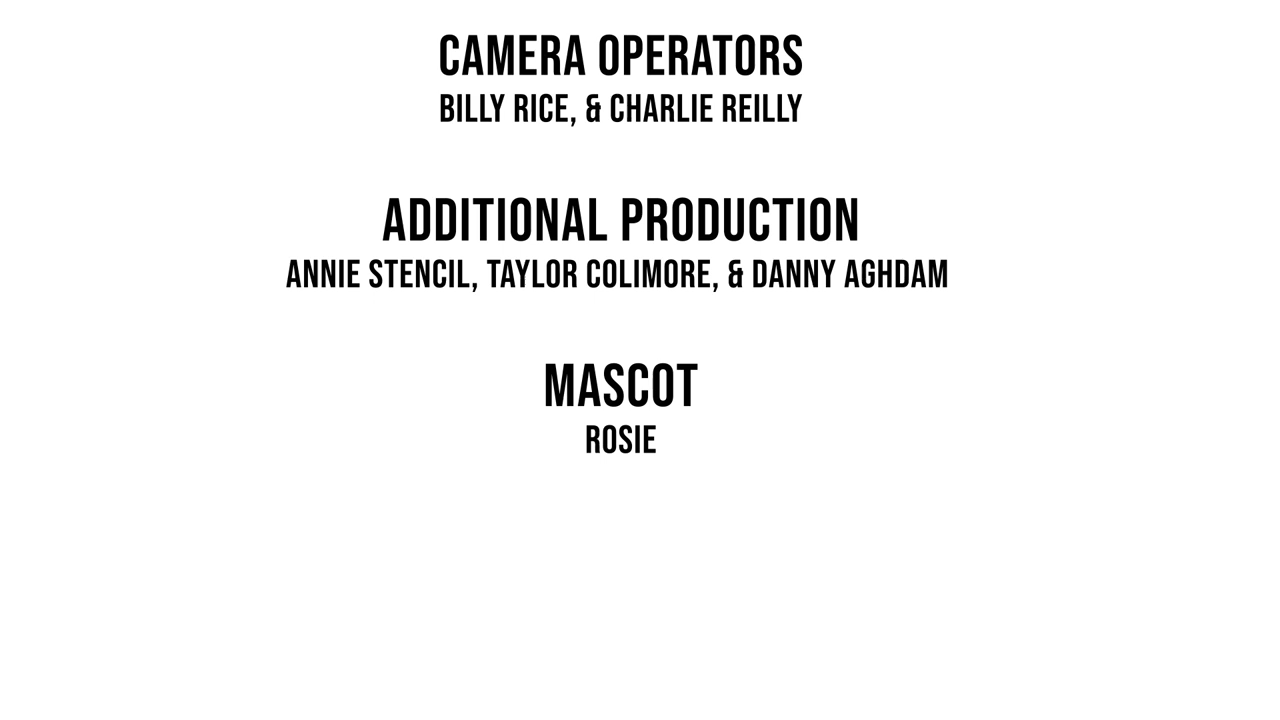 CAMERA OPERATORS
BILLY RICE, & CHARLIE REILLY
ADDITIONAL PRODUCTION
ANNIE STENCIL, TAYLOR COLIMORE, & DANNY AGHDAM
MASCOT
ROSIE